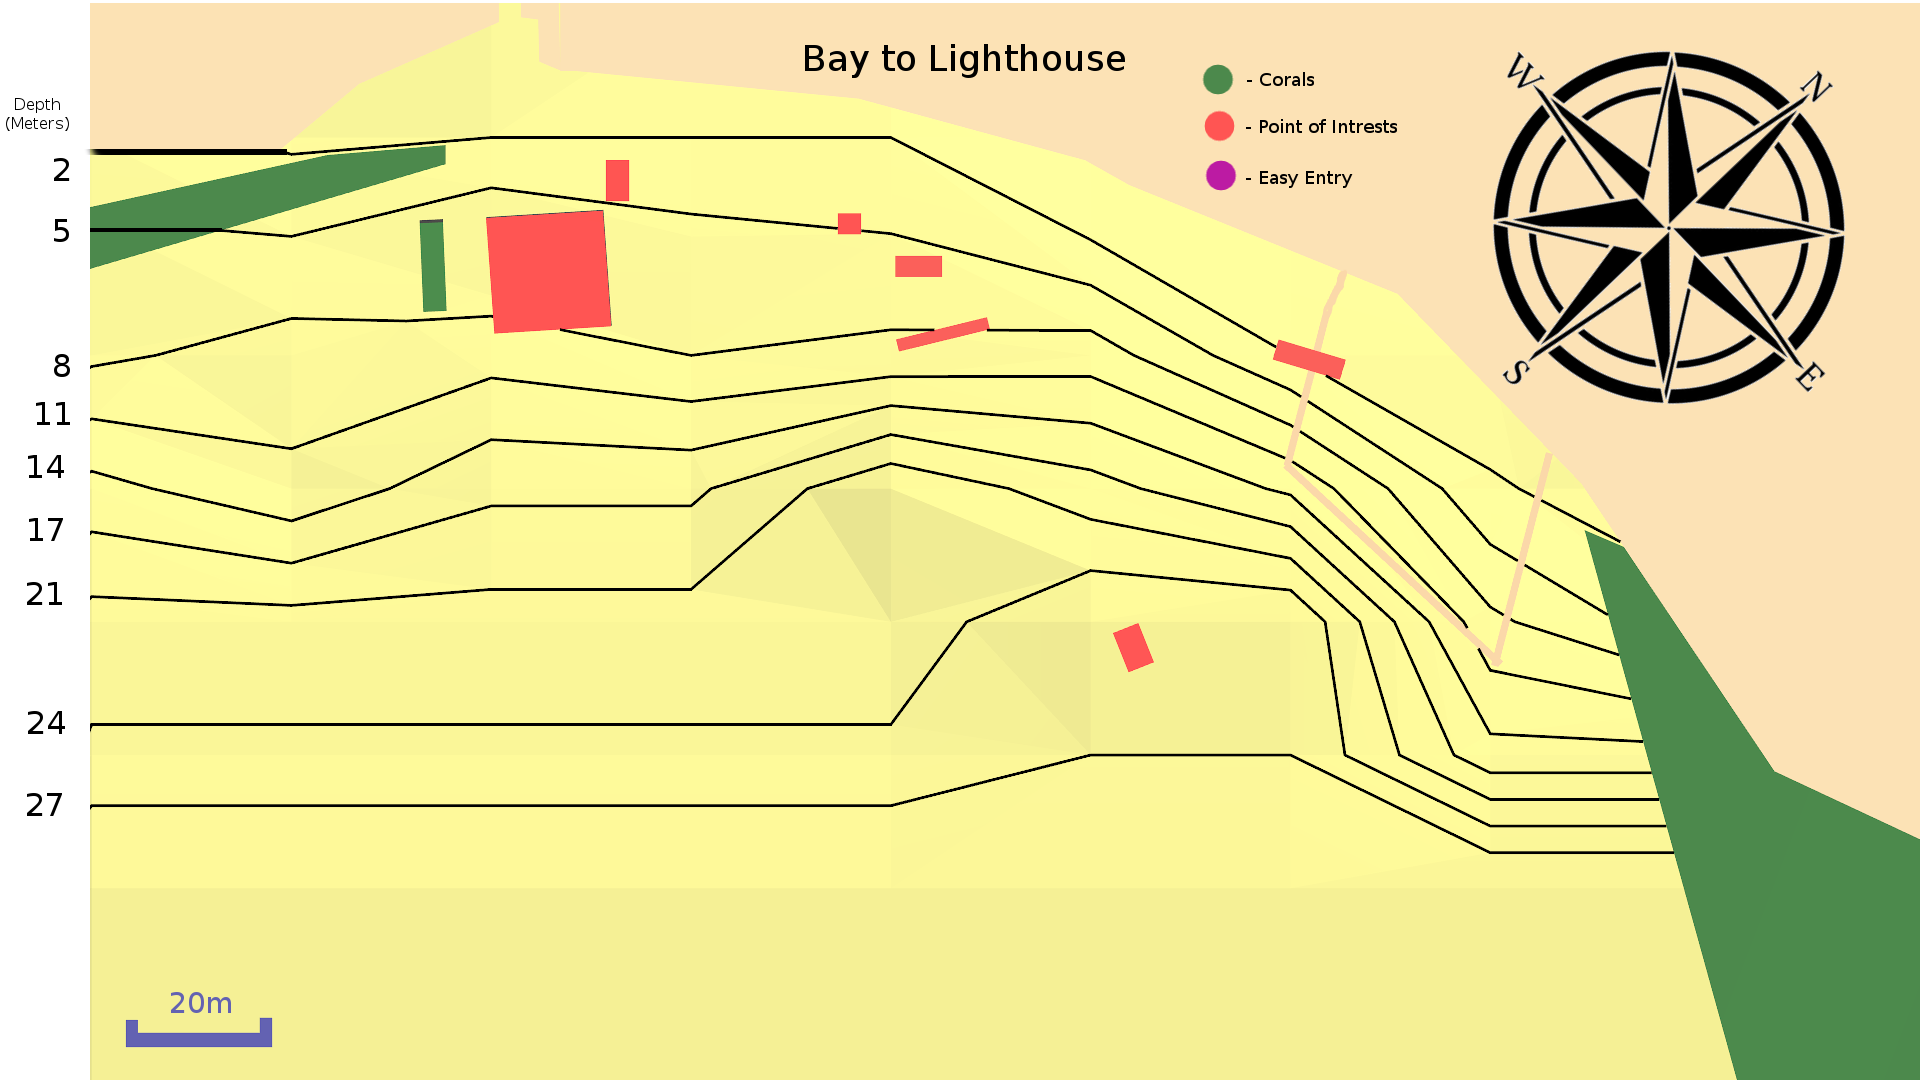 Bay to Lighthouse
Depth
(Meters)
2
5
8
11
14
17
21
24
27
- Corals
- Point of Intrests
- Easy Entry
W
N
S
E
20m